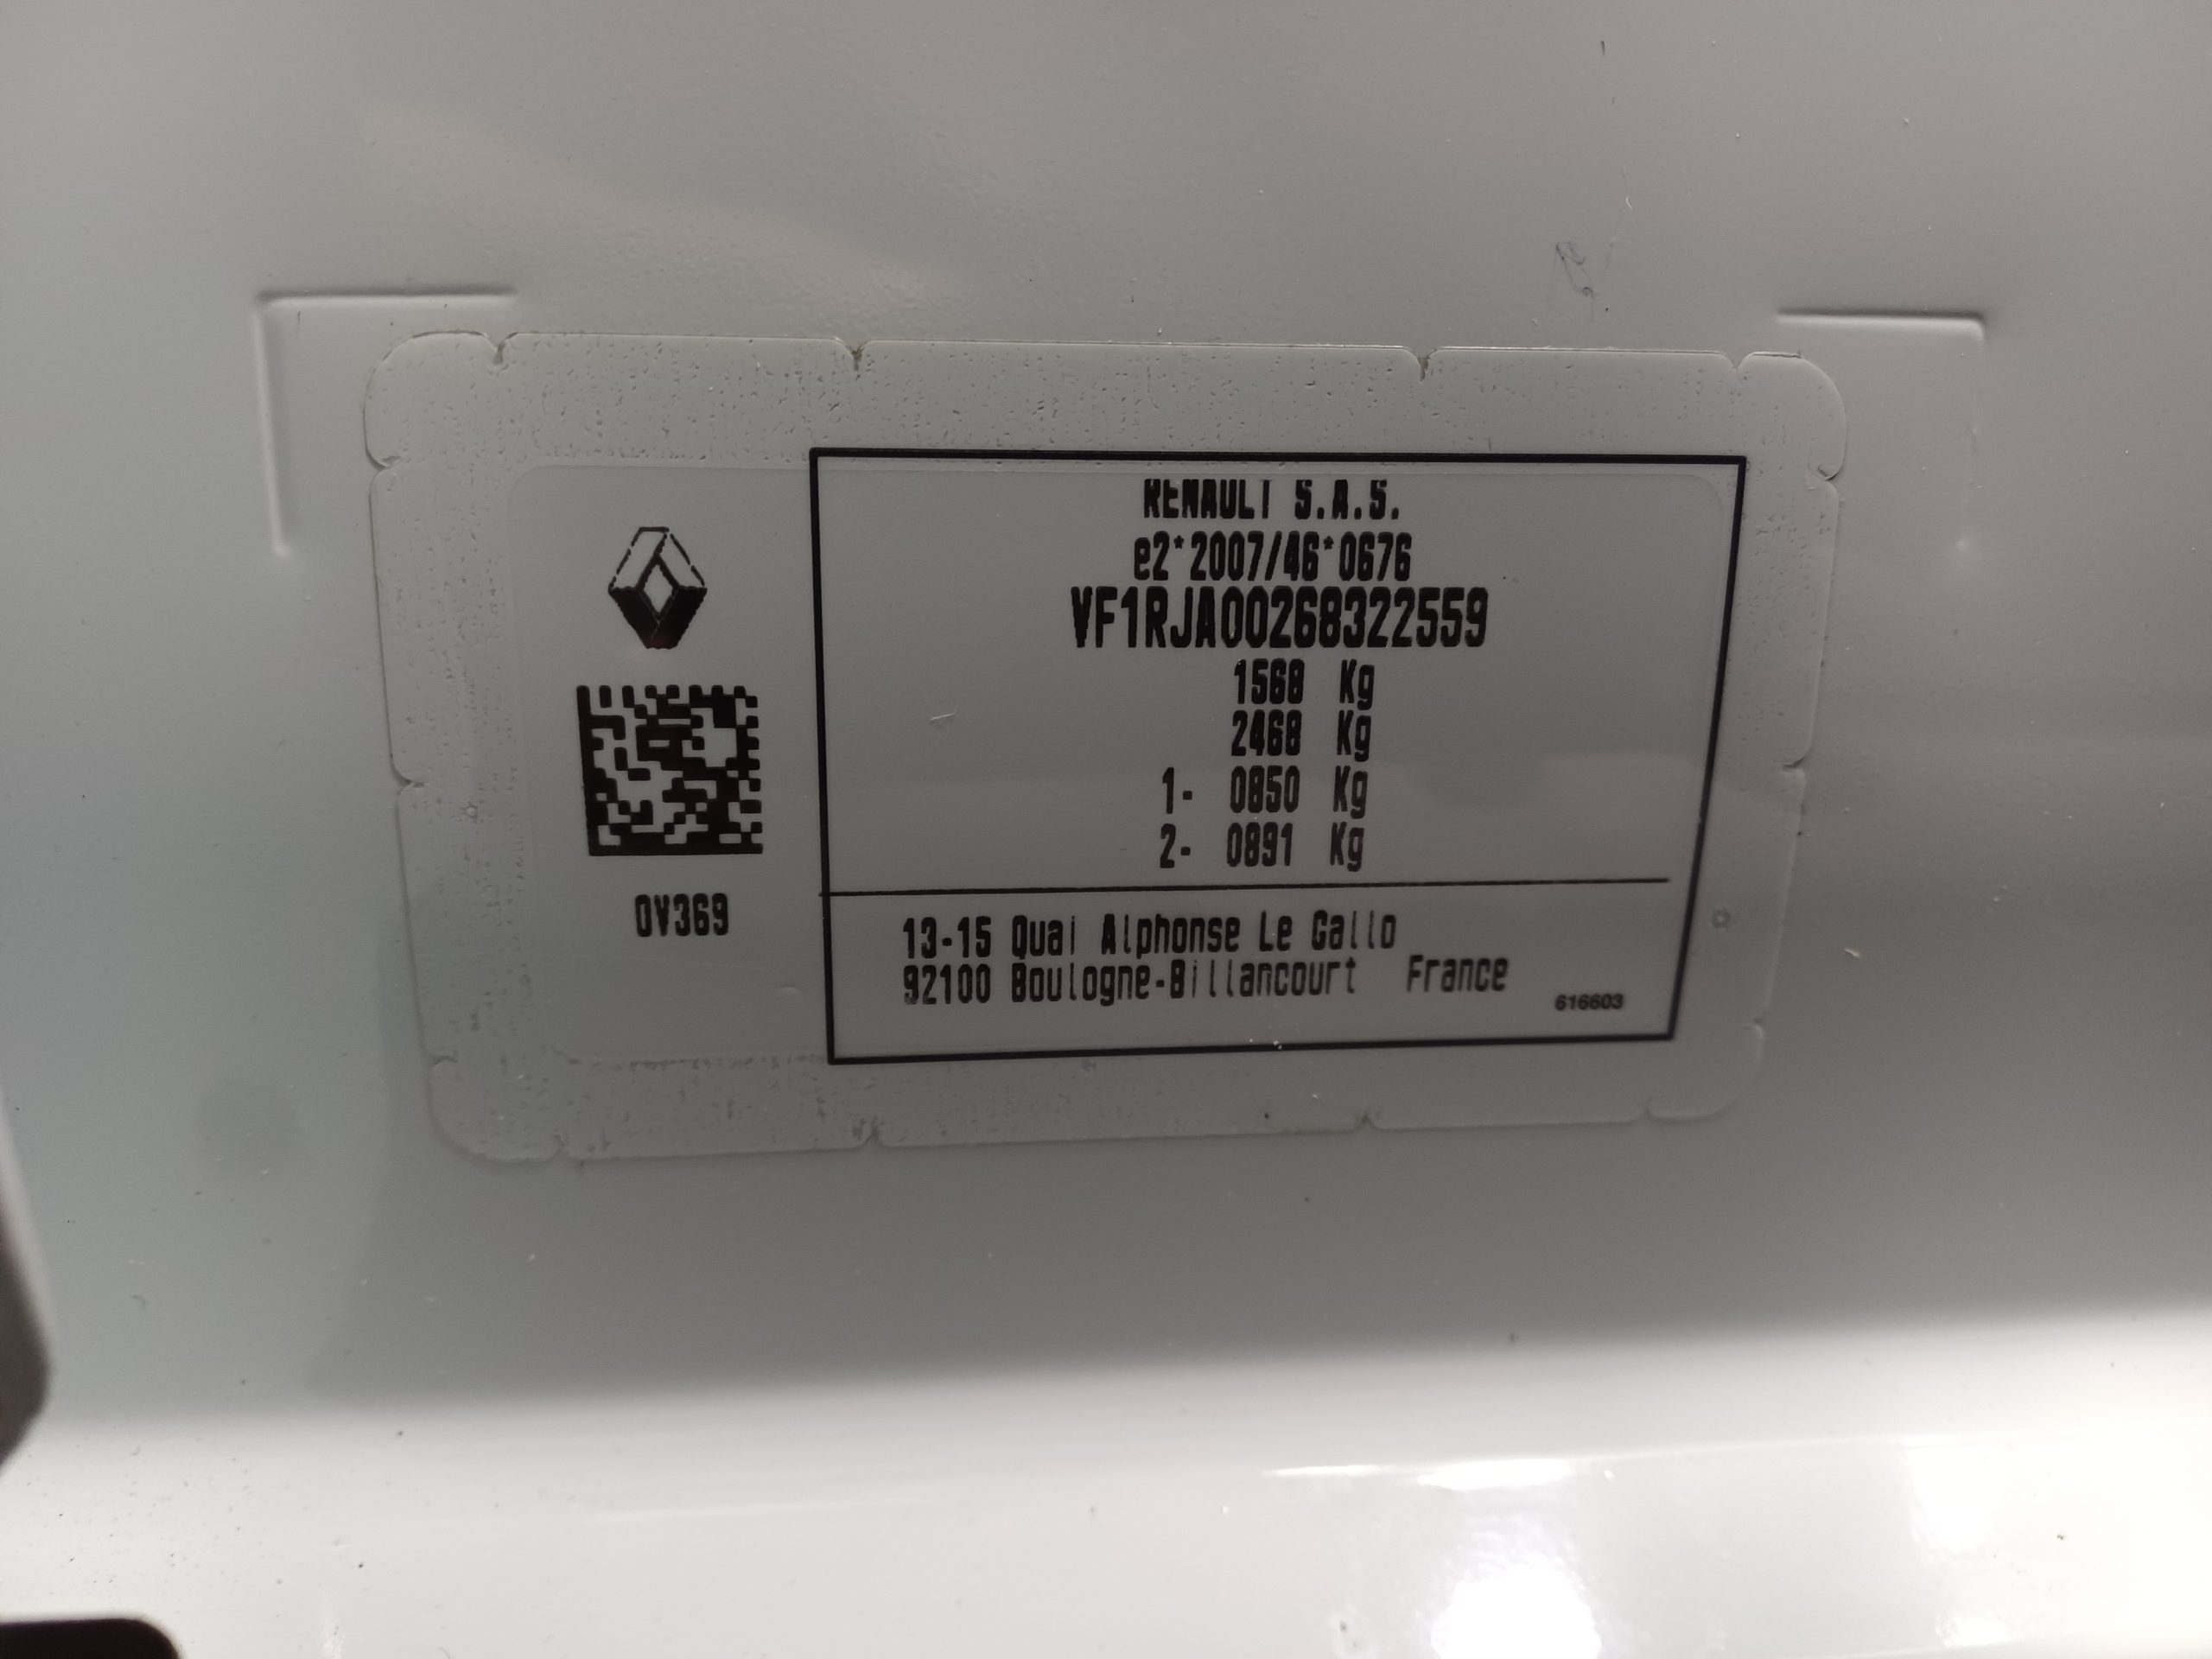 RENAULT S.A.S.
e2*2007/46*0676
VF1RJA00268322559
1568 Kg
2468 Kg
1- 0850 Kg
2- 0891 Kg
0V369
13-15 Quai Alphonse Le Gallo
92100 Boulogne-Billancourt France
616603